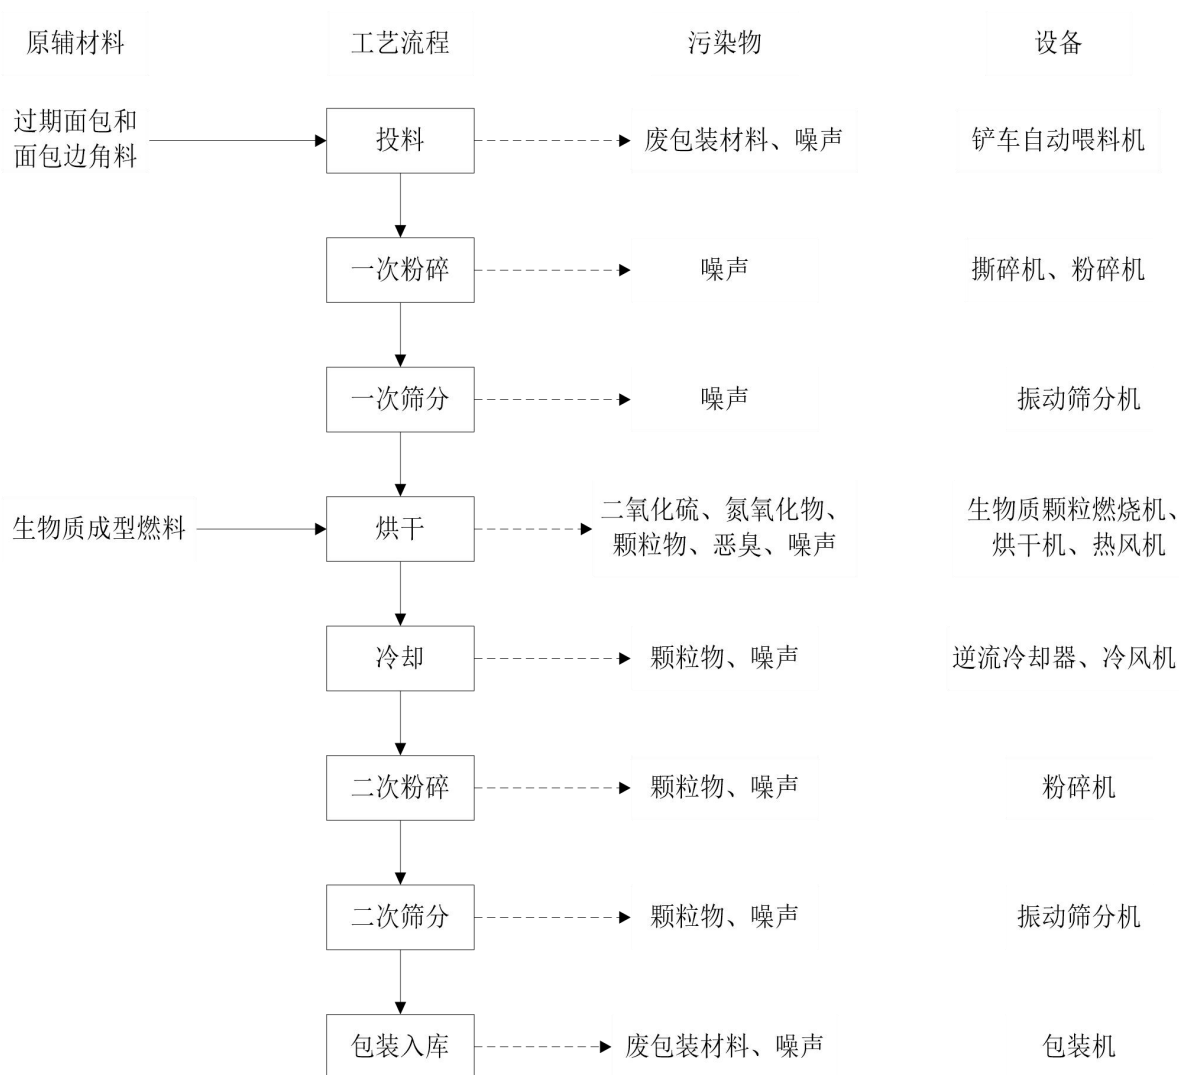 原辅材料 工艺流程 污染物 设备
过期面包和
面包边角料
投料 废包装材料、噪声 铲车自动喂料机
一次粉碎 噪声 撕碎机、粉碎机
一次筛分 噪声 振动筛分机
生物质成型燃料 烘干
二氧化硫、氮氧化物、
颗粒物、恶臭、噪声
生物质颗粒燃烧机、
烘干机、热风机
冷却 颗粒物、噪声 逆流冷却器、冷风机
二次粉碎 颗粒物、噪声 粉碎机
二次筛分 颗粒物、噪声 振动筛分机
包装入库 废包装材料、噪声 包装机